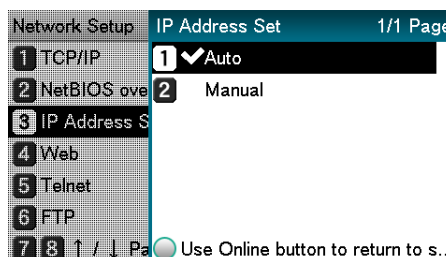 Network Setup
1 TCP/IP
2 NetBIOS ove
3 IP Address S
4 Web
5 Telnet
6 FTP
7 8 ↑ / ↓ Pa
IP Address Set 1/1 Page
1 ✓Auto
2 Manual
Use Online button to return to s..